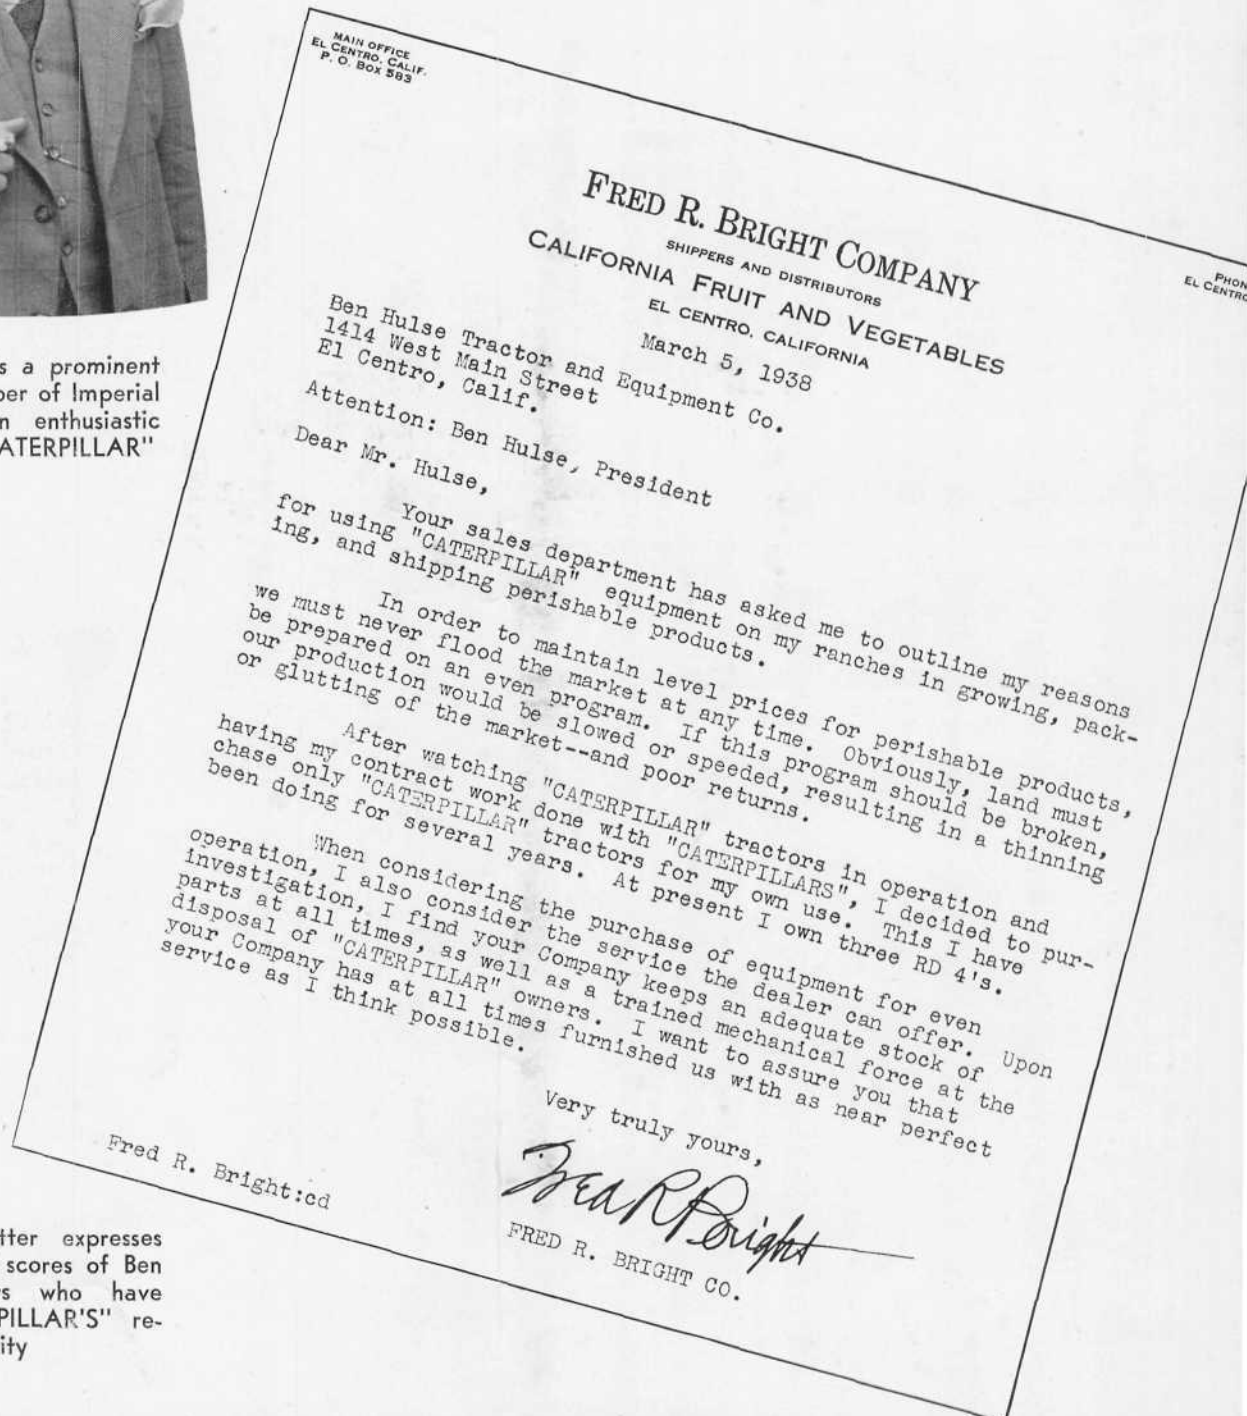 MAIN OFFICE
EL CENTRO, CALIF.
P. O. BOX 583
FRED R. BRIGHT COMPANY
SHIPPERS AND DISTRIBUTORS
CALIFORNIA FRUIT AND VEGETABLES
EL CENTRO, CALIFORNIA
PHON
EL CENTRO
March 5, 1938
Ben Hulse Tractor and Equipment Co.
1414 West Main Street
El Centro, Calif.
Attention: Ben Hulse, President
Dear Mr. Hulse,
Your sales department has asked me to outline my reasons
for using "CATERPILLAR" equipment on my ranches in growing, pack-
ing, and shipping perishable products.
In order to maintain level prices for perishable products,
we must never flood the market at any time. Obviously, land must
be prepared on an even program. If this program should be broken,
our production would be slowed or speeded, resulting in a thinning
or glutting of the market--and poor returns.
After watching "CATERPILLAR" tractors in operation and
having my contract work done with "CATERPILLARS", I decided to pur-
chase only "CATERPILLAR" tractors for my own use. This I have
been doing for several years. At present I own three RD 4's.
When considering the purchase of equipment for even
operation, I also consider the service the dealer can offer. Upon
investigation, I find your Company keeps an adequate stock of
parts at all times, as well as a trained mechanical force at the
disposal of "CATERPILLAR" owners. I want to assure you that
your Company has at all times furnished us with as near perfect
service as I think possible.
Very truly yours,
Fred R Bright
FRED R. BRIGHT CO.
Fred R. Bright:cd
s a prominent
ber of Imperial
n enthusiastic
ATERPILLAR"
tter expresses
scores of Ben
s who have
PILLAR'S" re-
ity